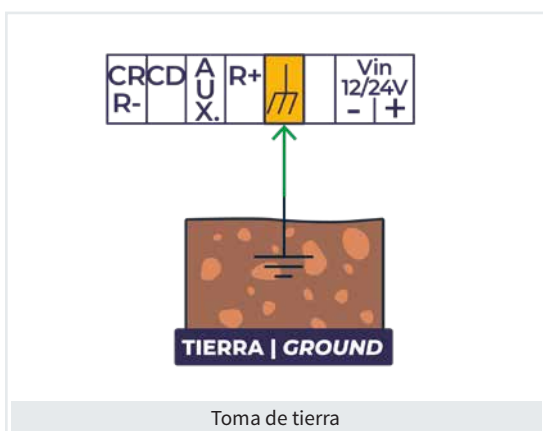 CR CD A R+ Vin
R- U 12/24V
X. - | +
TIERRA | GROUND
Toma de tierra